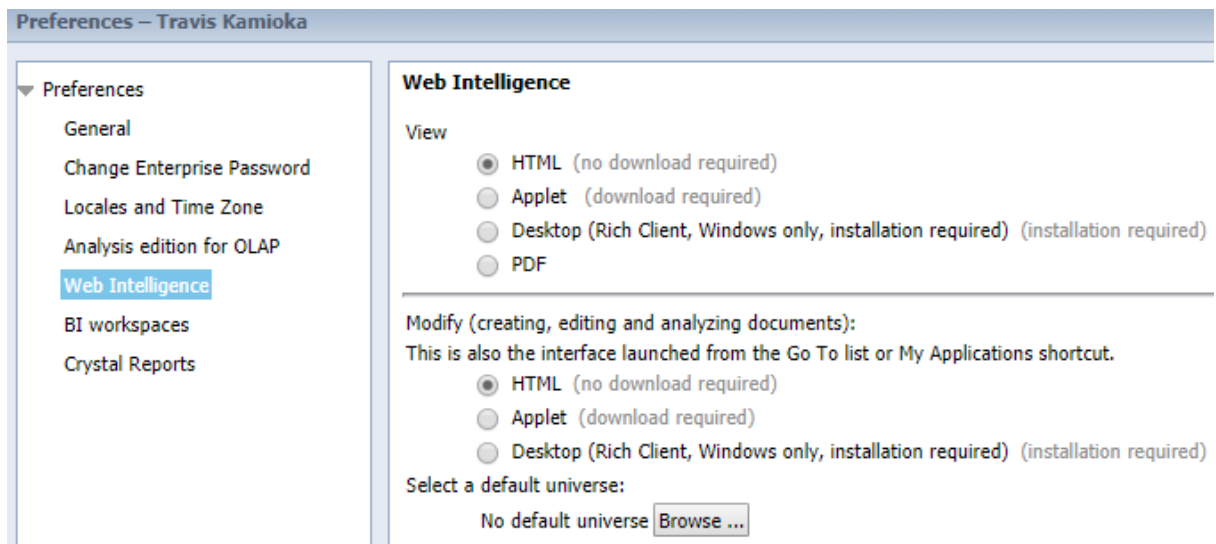 Preferences – Travis Kamioka
Preferences
General
Change Enterprise Password
Locales and Time Zone
Analysis edition for OLAP
Web Intelligence
BI workspaces
Crystal Reports
Web Intelligence
View
HTML (no download required)
Applet (download required)
Desktop (Rich Client, Windows only, installation required) (installation required)
PDF
Modify (creating, editing and analyzing documents):
This is also the interface launched from the Go To list or My Applications shortcut.
HTML (no download required)
Applet (download required)
Desktop (Rich Client, Windows only, installation required) (installation required)
Select a default universe:
No default universe Browse ...